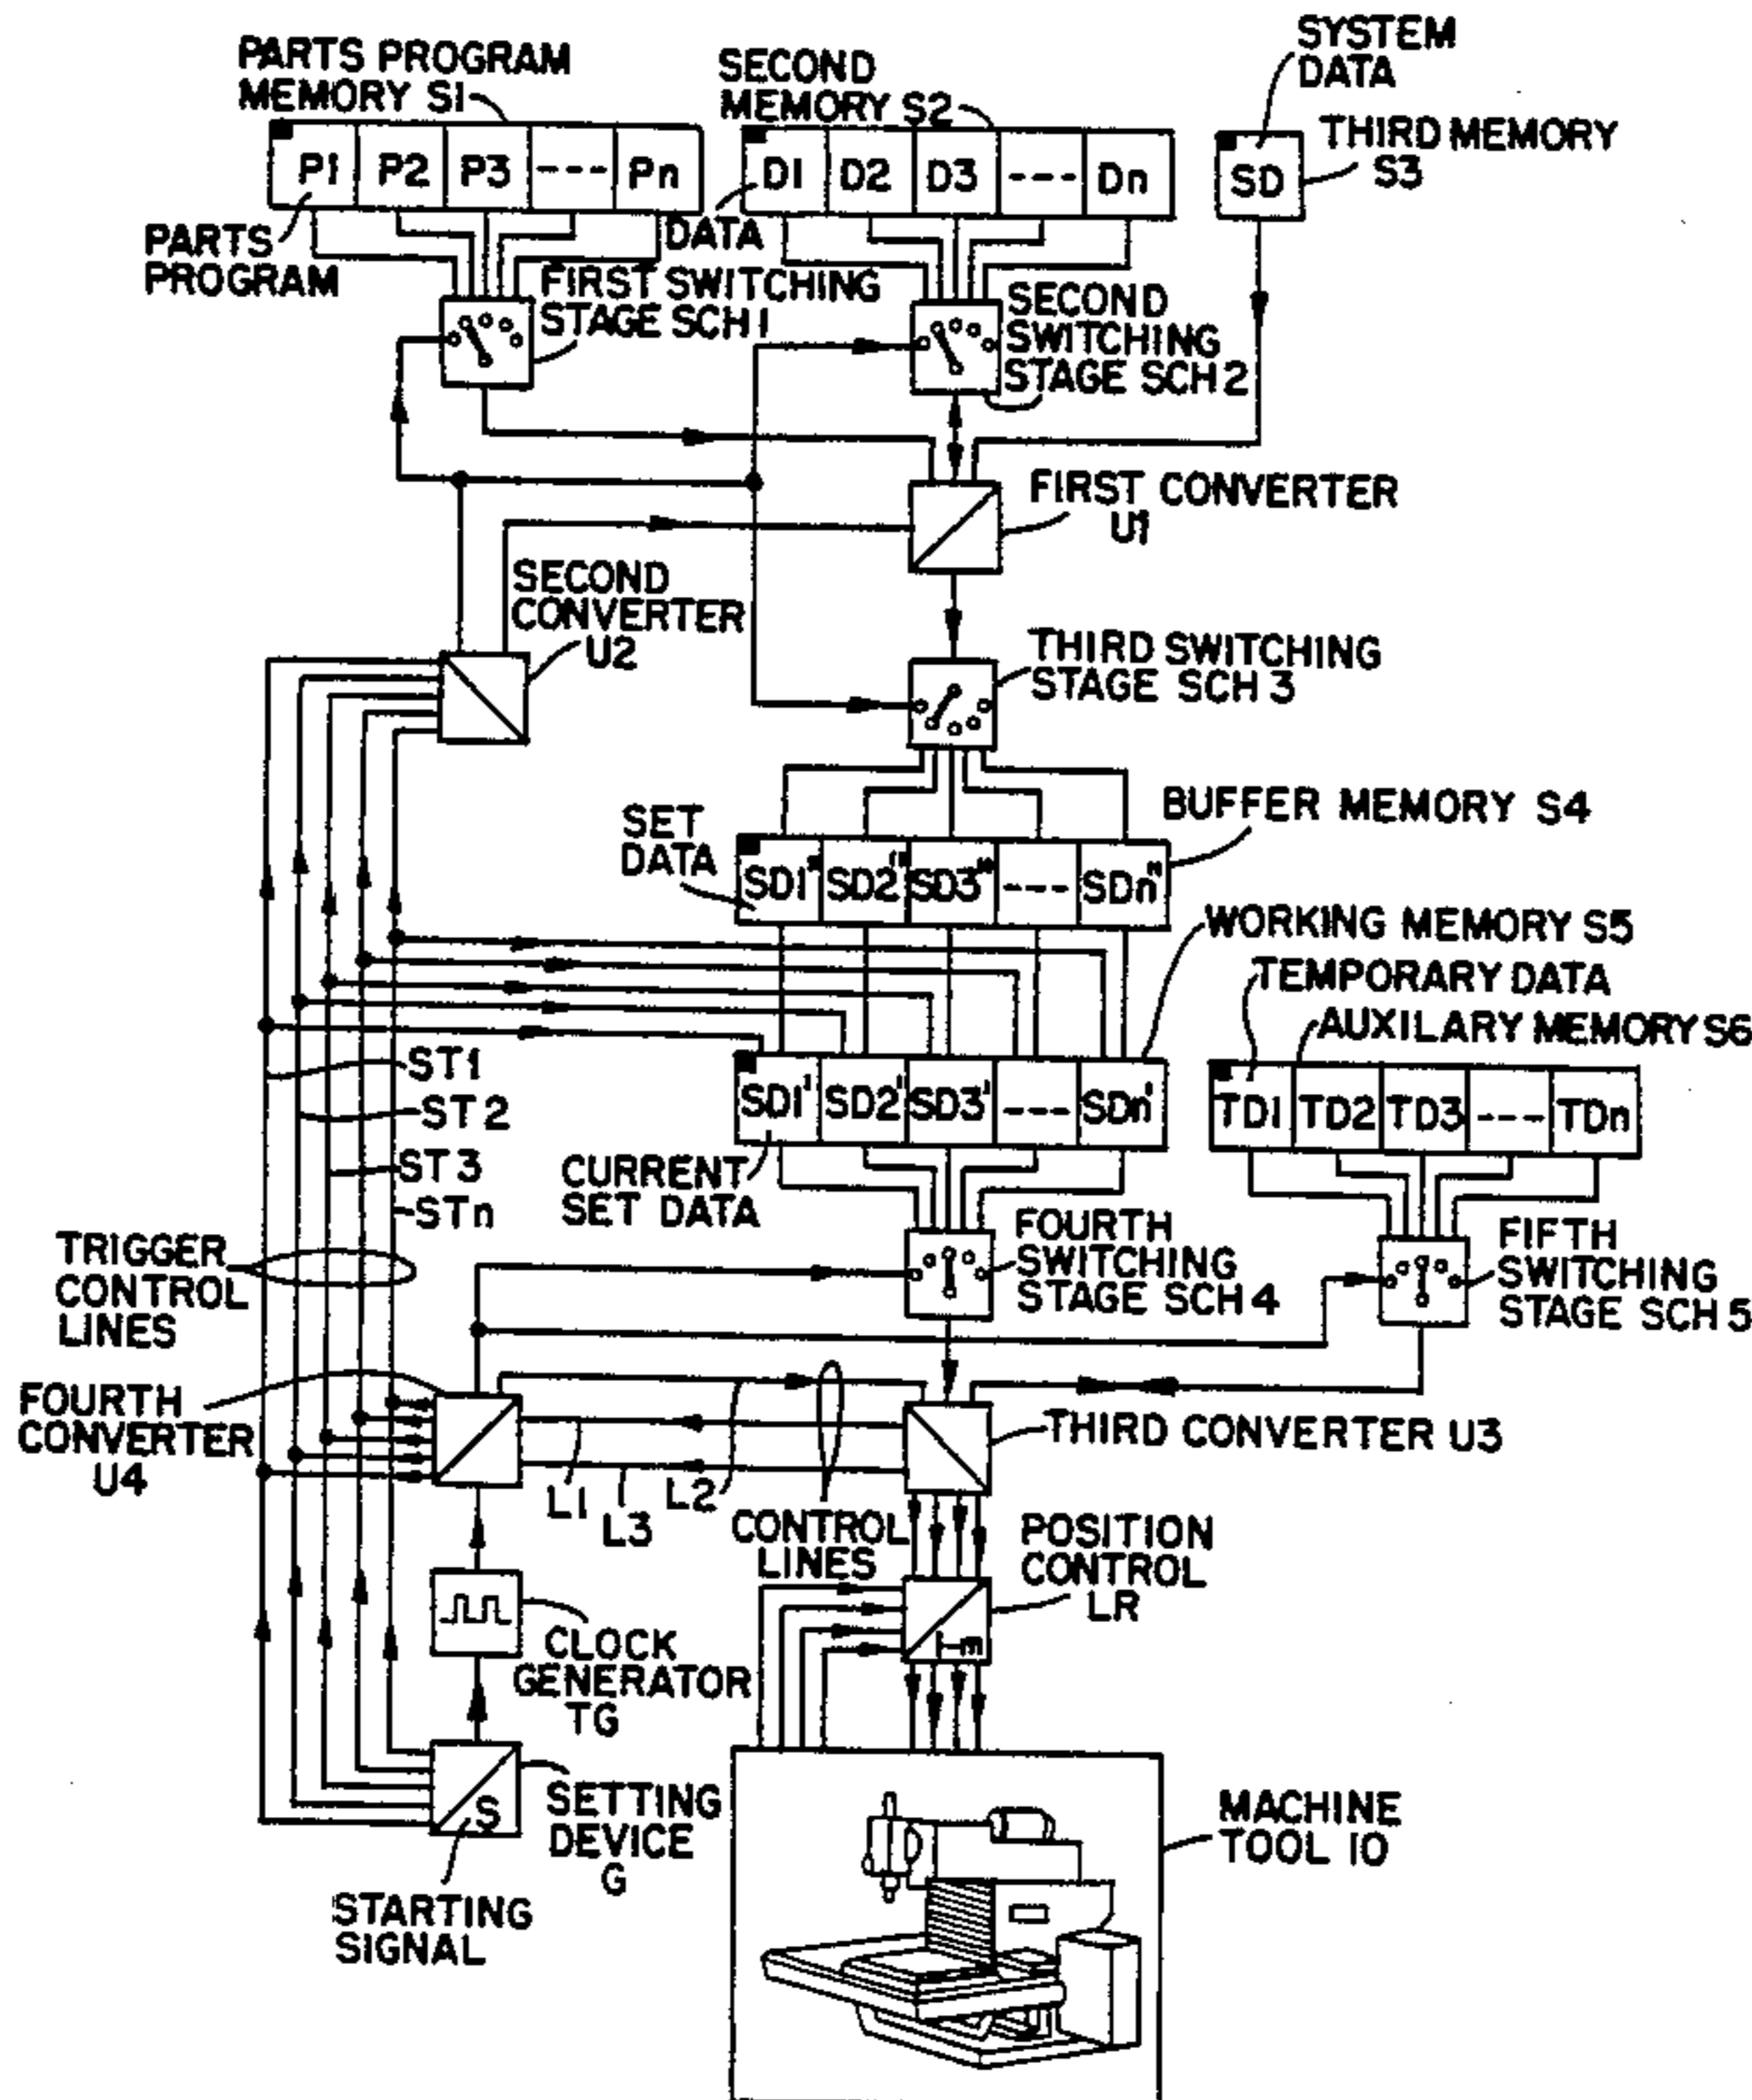 PARTS PROGRAM
MEMORY S1
SECOND
MEMORY S2
SYSTEM
DATA
THIRD MEMORY
S3
P1 P2 P3 --- Pn
D1 D2 D3 --- Dn
SD
PARTS
PROGRAM
DATA
FIRST SWITCHING
STAGE SCH 1
SECOND
SWITCHING
STAGE SCH 2
FIRST CONVERTER
U1
SECOND
CONVERTER
U2
THIRD SWITCHING
STAGE SCH 3
SET
DATA
BUFFER MEMORY S4
SD1" SD2" SD3" --- SDn"
WORKING MEMORY S5
TEMPORARY DATA
AUXILARY MEMORY S6
ST1
ST2
ST3
STn
SD1' SD2' SD3' --- SDn'
TD1 TD2 TD3 --- TDn
CURRENT
SET DATA
TRIGGER
CONTROL
LINES
FOURTH
SWITCHING
STAGE SCH 4
FIFTH
SWITCHING
STAGE SCH 5
FOURTH
CONVERTER
U4
THIRD CONVERTER U3
L1
L3
L2
CONTROL
LINES
POSITION
CONTROL
LR
CLOCK
GENERATOR
TG
S
SETTING
DEVICE
G
STARTING
SIGNAL
MACHINE
TOOL 10